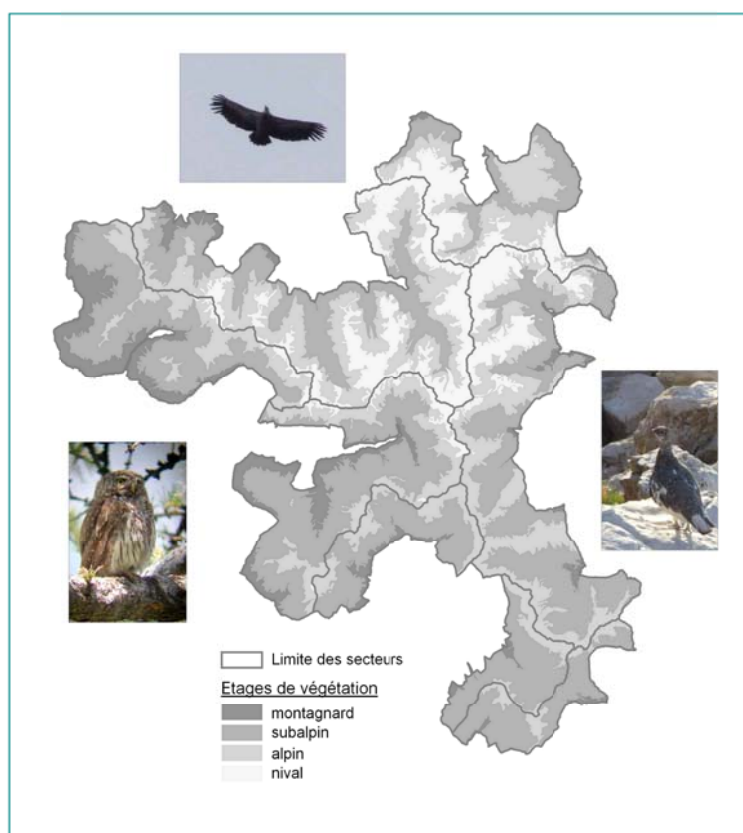 Limite des secteurs
Etages de végétation
montagnard
subalpin
alpin
nival